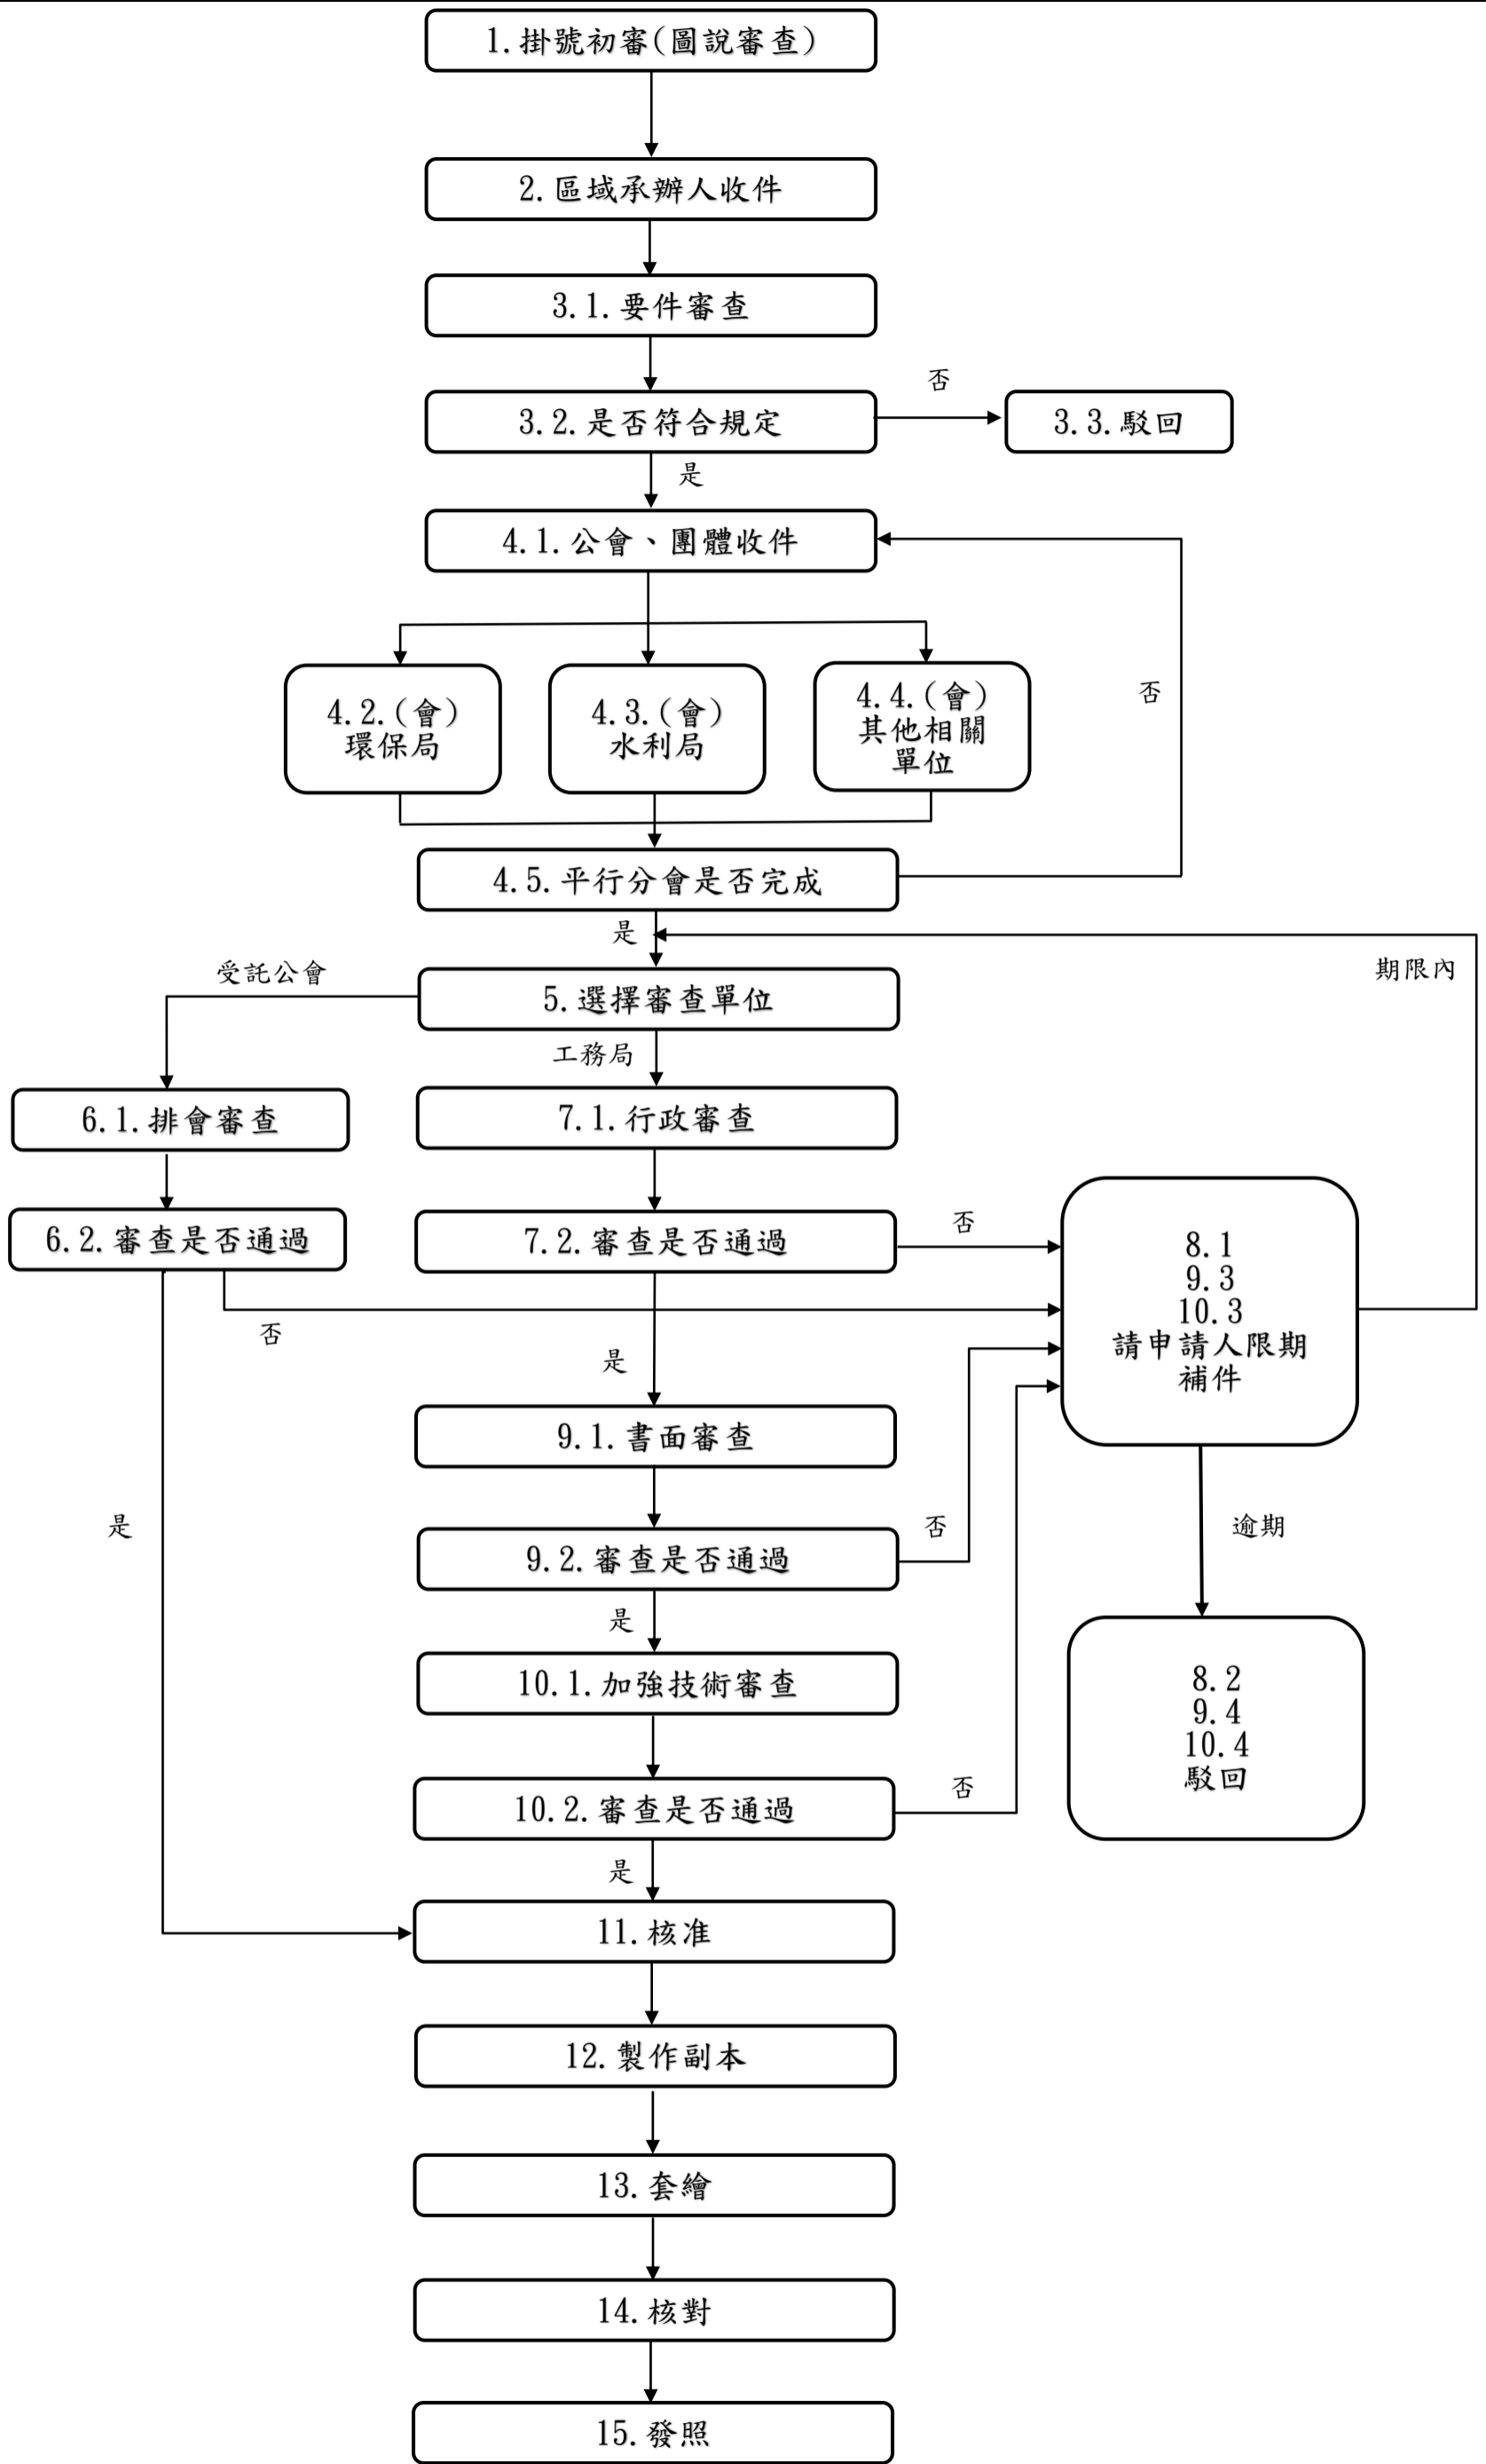 1.掛號初審(圖說審查)
2.區域承辦人收件
3.1.要件審查
否
3.2.是否符合規定
3.3.駁回
是
4.1.公會、團體收件
否
4.2.(會)
環保局
4.3.(會)
水利局
4.4.(會)
其他相關
單位
4.5.平行分會是否完成
是
期限內
受託公會
5.選擇審查單位
工務局
6.1.排會審查
7.1.行政審查
6.2.審查是否通過
7.2.審查是否通過
否
8.1
9.3
10.3
請申請人限期
補件
否
是
9.1.書面審查
是
否
逾期
9.2.審查是否通過
是
8.2
9.4
10.4
駁回
10.1.加強技術審查
否
10.2.審查是否通過
是
11.核准
12.製作副本
13.套繪
14.核對
15.發照